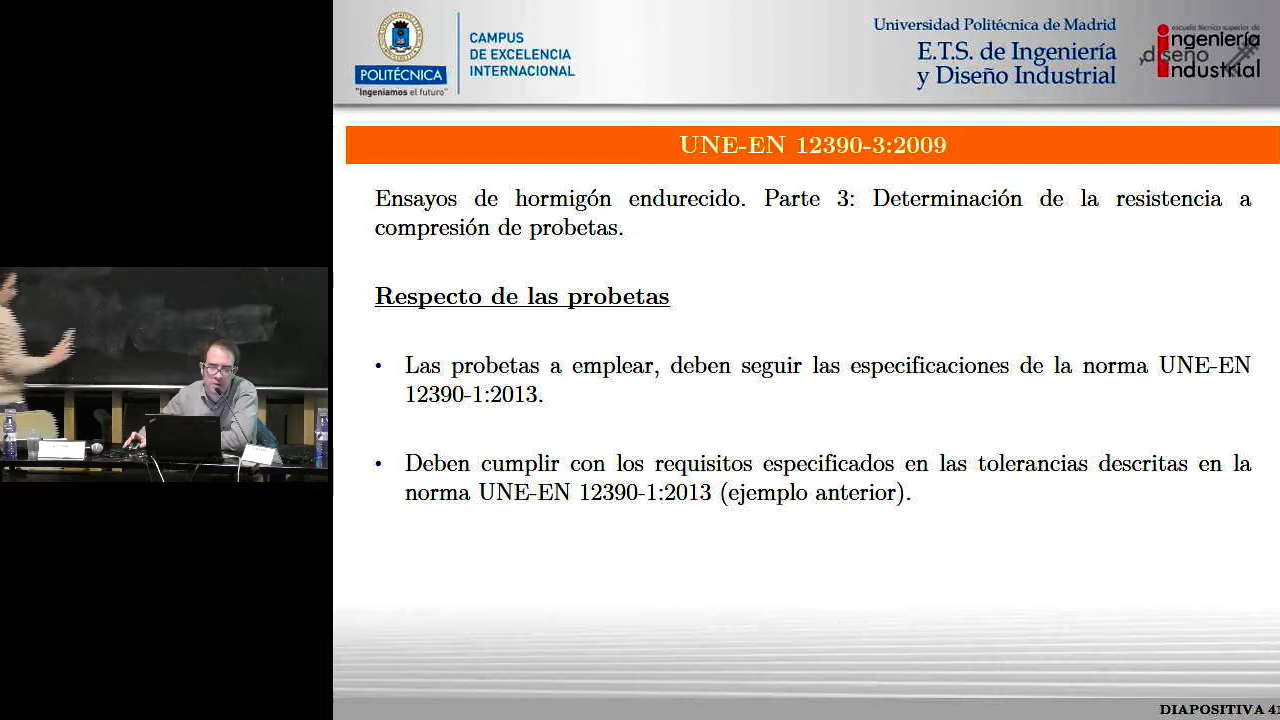 POLITÉCNICA
"Ingeniamos el futuro"
CAMPUS
DE EXCELENCIA
INTERNACIONAL
Universidad Politécnica de Madrid
E.T.S. de Ingeniería
y Diseño Industrial
escuela técnica superior de
ingeniería
y diseño
industrial
UNE-EN 12390-3:2009
Ensayos de hormigón endurecido. Parte 3: Determinación de la resistencia a
compresión de probetas.
Respecto de las probetas
• Las probetas a emplear, deben seguir las especificaciones de la norma UNE-EN
12390-1:2013.
• Deben cumplir con los requisitos especificados en las tolerancias descritas en la
norma UNE-EN 12390-1:2013 (ejemplo anterior).
DIAPOSITIVA